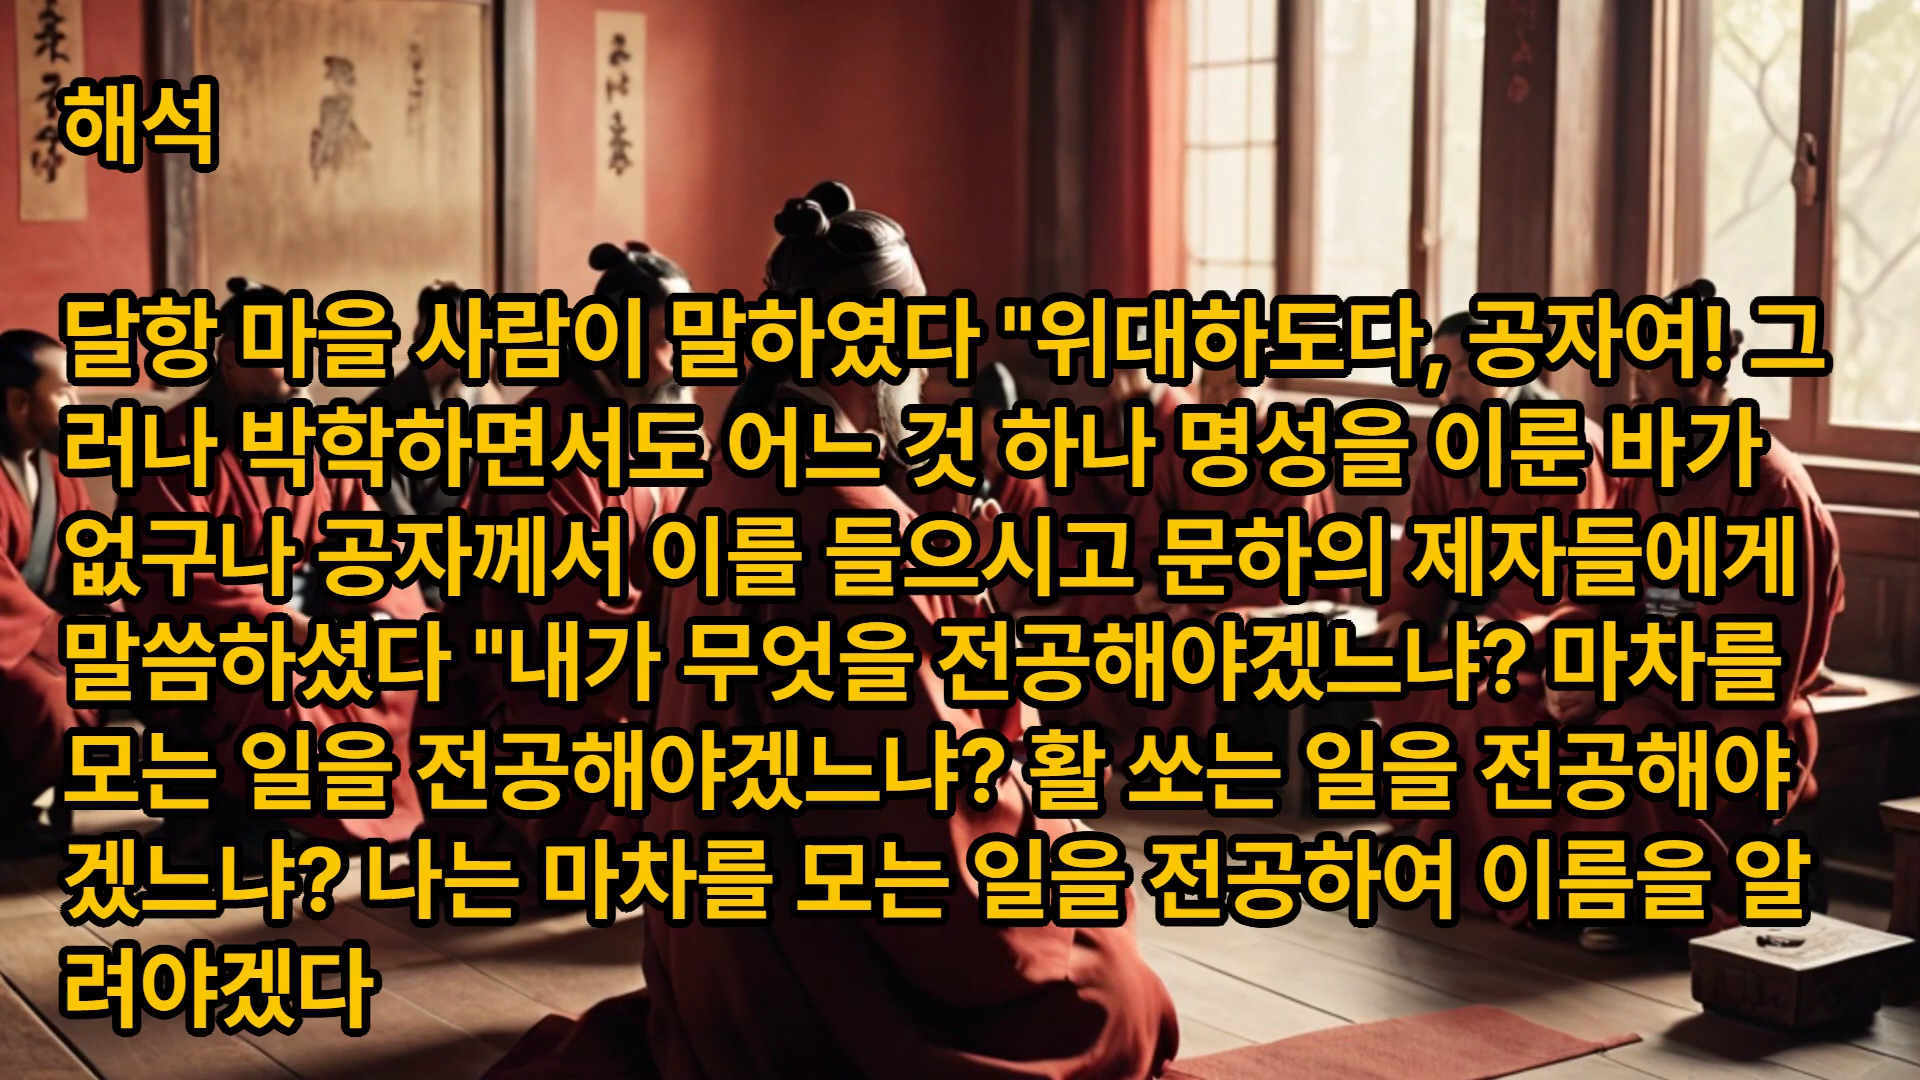 해석
달항 마을 사람이 말하였다 "위대하도다, 공자여! 그
러나 박학하면서도 어느 것 하나 명성을 이룬 바가
없구나 공자께서 이를 들으시고 문하의 제자들에게
말씀하셨다 "내가 무엇을 전공해야겠느냐? 마차를
모는 일을 전공해야겠느냐? 활 쏘는 일을 전공해야
겠느냐? 나는 마차를 모는 일을 전공하여 이름을 알
려야겠다